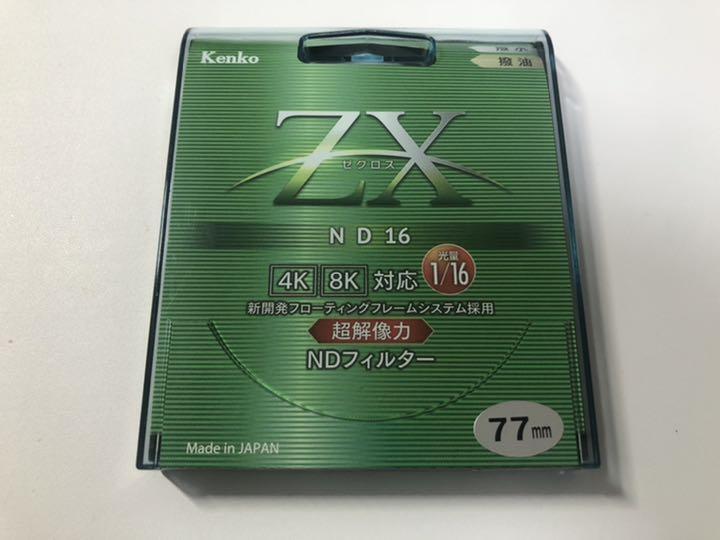 Kenko
撥水
撥油
ZX
ゼクロス
ND 16
4K 8K 対応
光量
1/16
新開発フローティングフレームシステム採用
超解像力
NDフィルター
77mm
Made in JAPAN